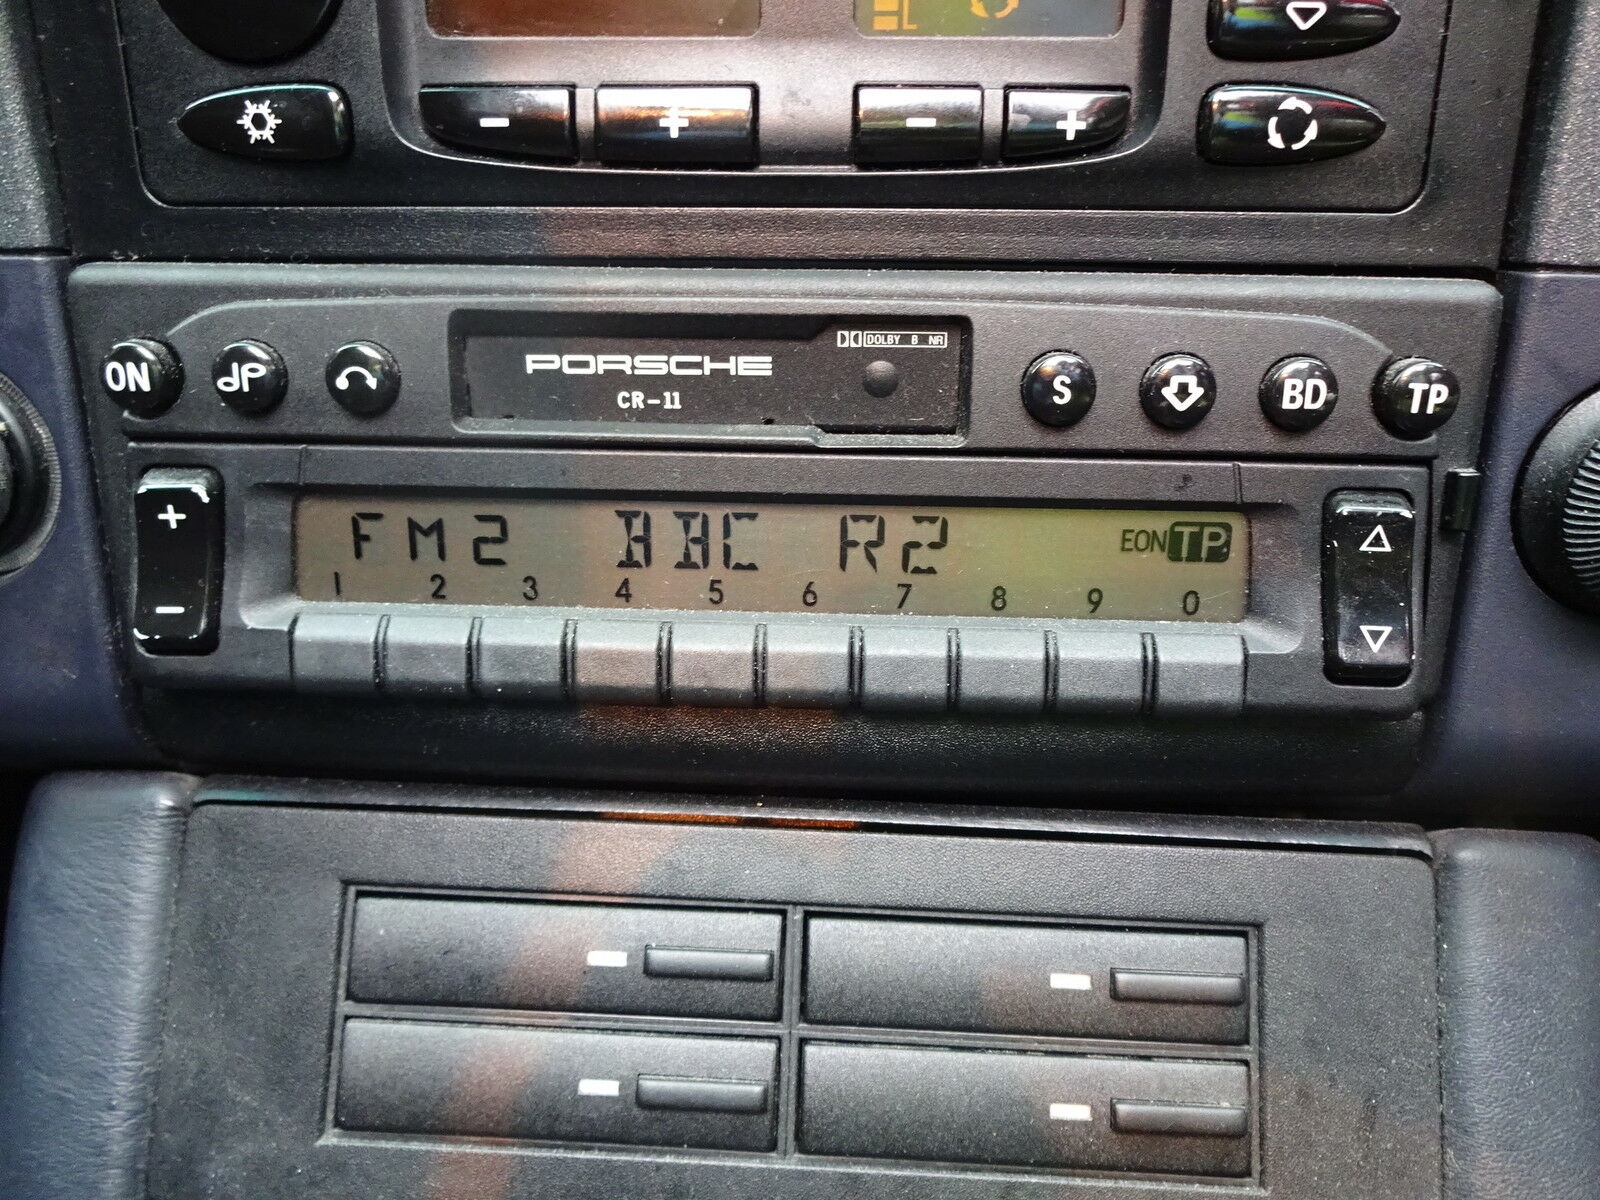 - + - +
ON dP PORSCHE DOLBY B NR S BD TP
CR-11
+ FM2 BBC R2 EON TP
- 1 2 3 4 5 6 7 8 9 0